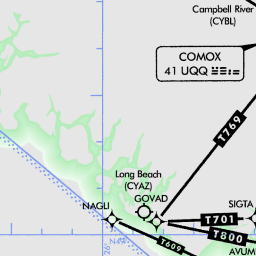 Campbell River
(CYBL)
COMOX
41 UQQ
T769
Long Beach
(CYAZ)
GOVAD
NAGLI
SIGTA
T701
T800
T609
AVUM